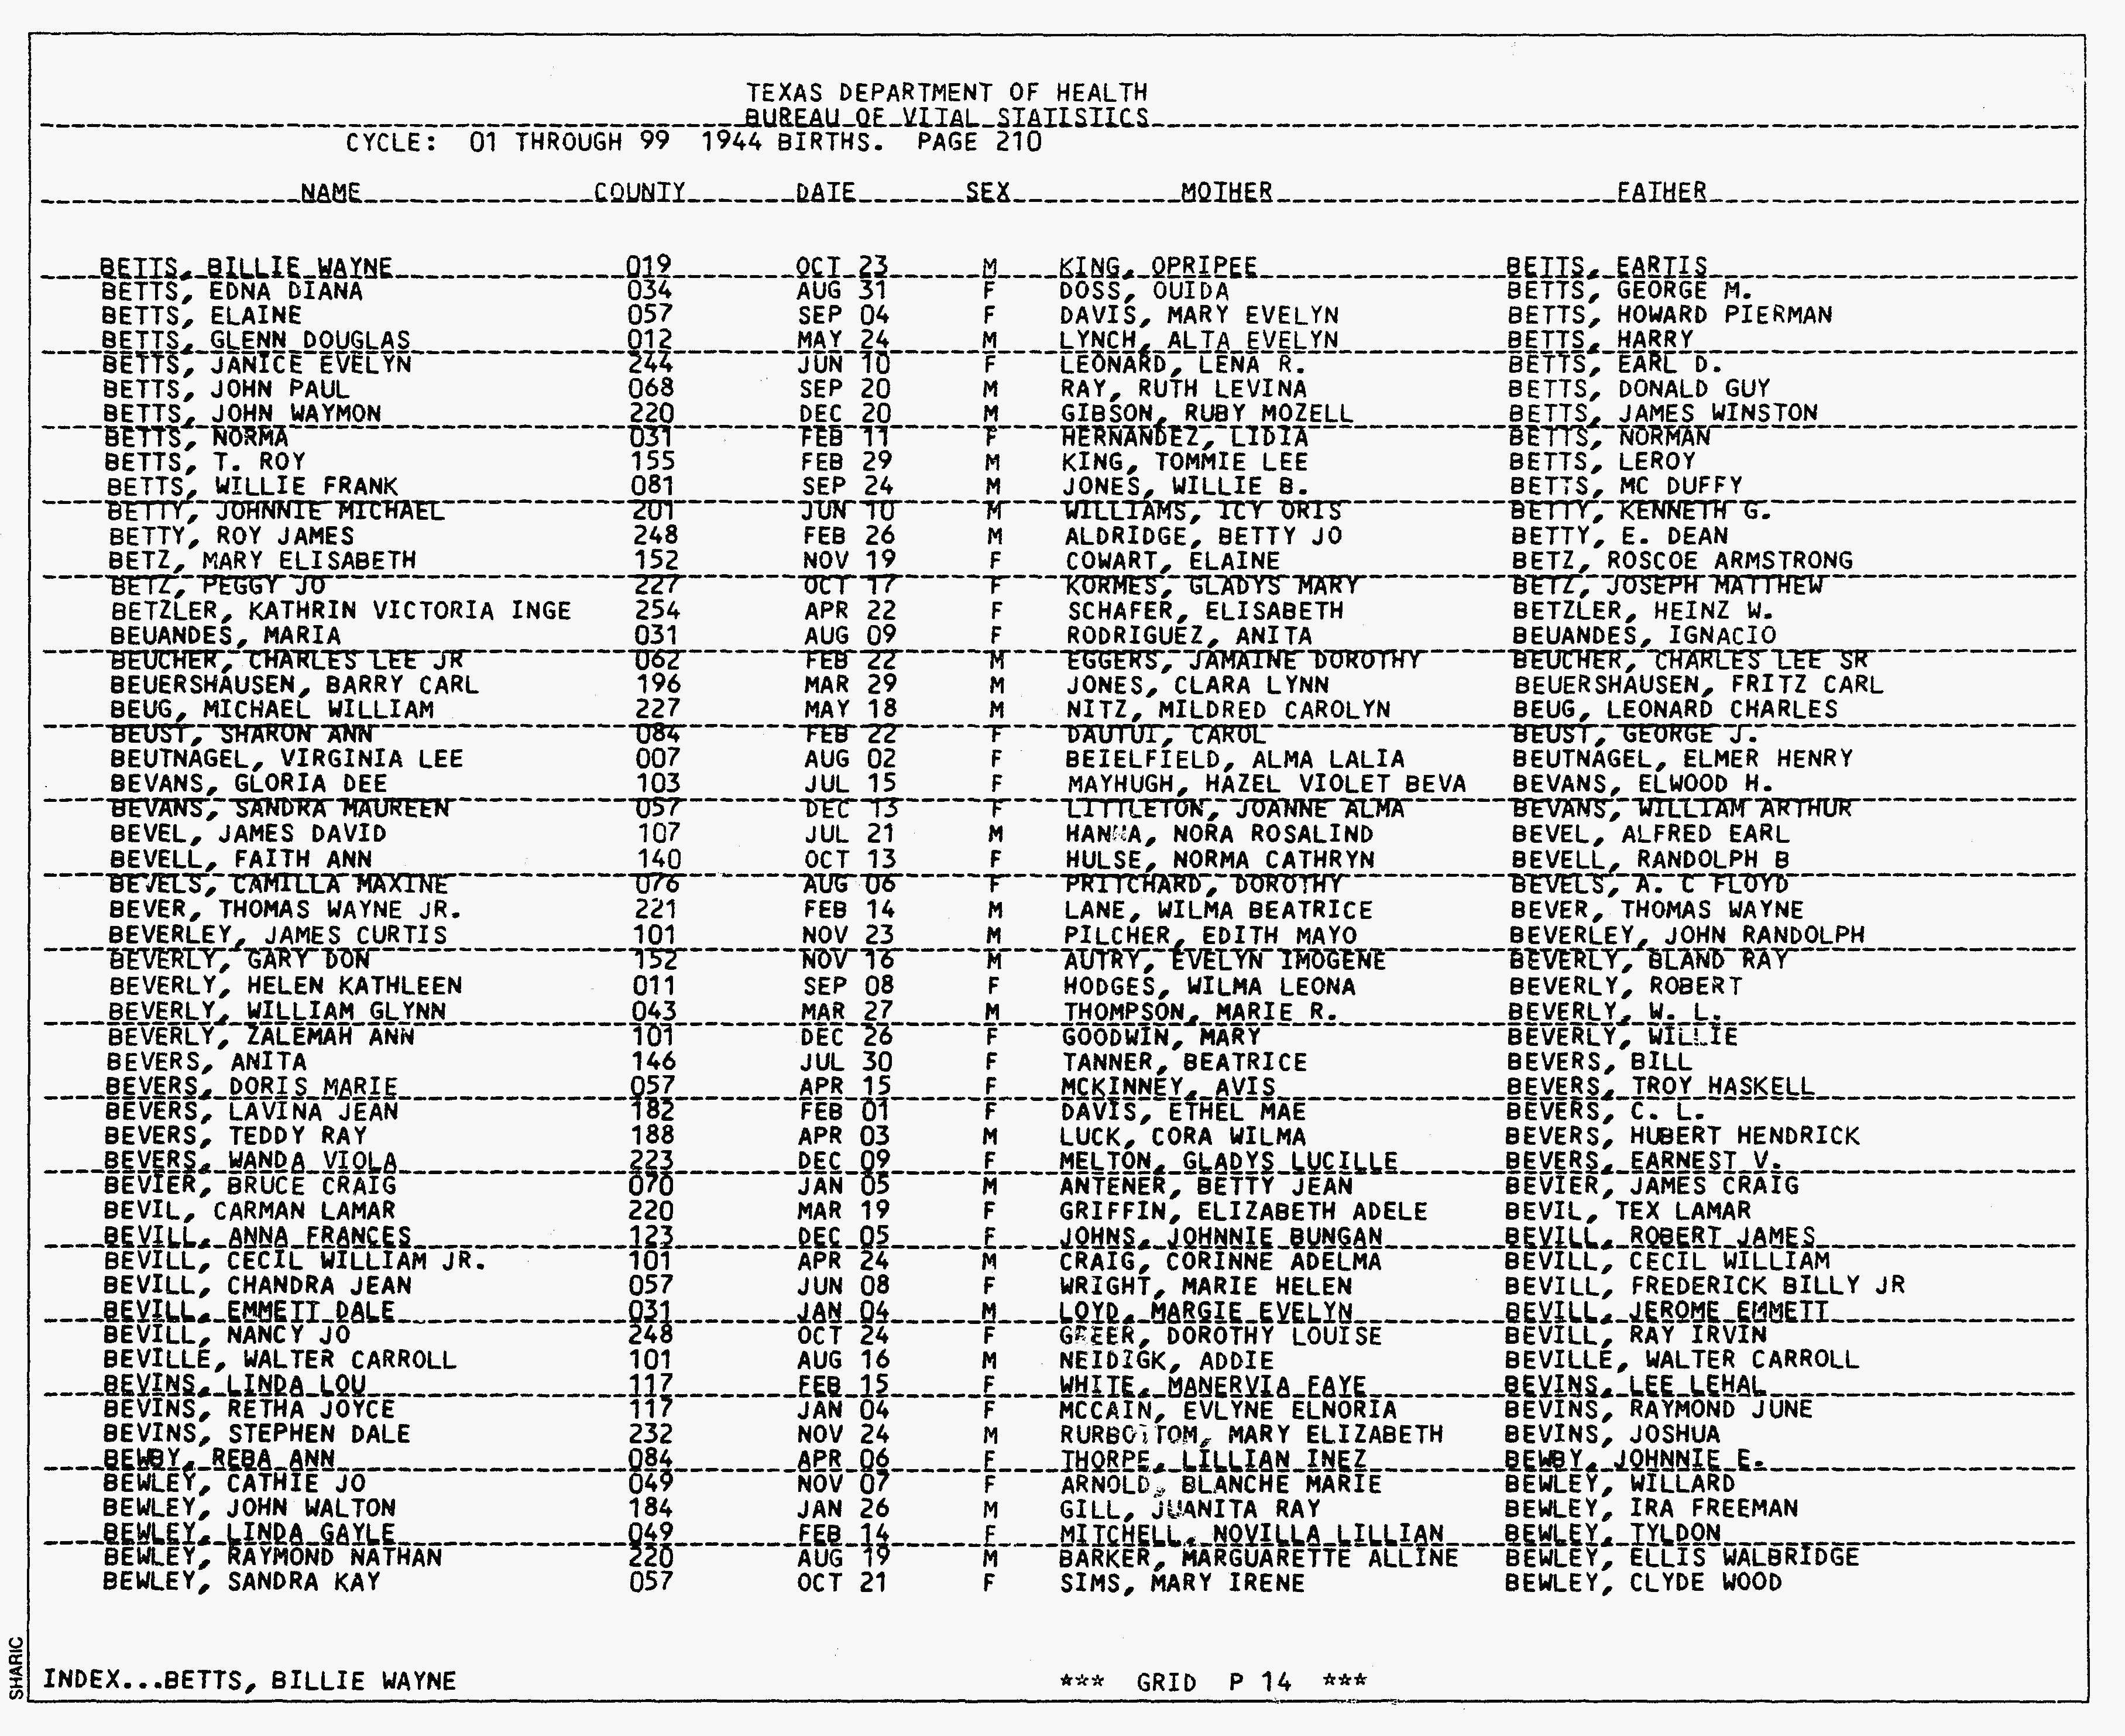 TEXAS DEPARTMENT OF HEALTH
BUREAU OF VITAL STATISTICS
CYCLE: 01 THROUGH 99 1944 BIRTHS. PAGE 210
NAME COUNTY DATE SEX MOTHER FATHER
BETTS, BILLIE WAYNE 019 OCT 23 M KING, OPRIPEE BETTS, EARTIS
BETTS, EDNA DIANA 034 AUG 31 F DOSS, OUIDA BETTS, GEORGE M.
BETTS, ELAINE 057 SEP 04 F DAVIS, MARY EVELYN BETTS, HOWARD PIERMAN
BETTS, GLENN DOUGLAS 012 MAY 24 M LYNCH, ALTA EVELYN BETTS, HARRY
BETTS, JANICE EVELYN 244 JUN 10 F LEONARD, LENA R. BETTS, EARL D.
BETTS, JOHN PAUL 068 SEP 20 M RAY, RUTH LEVINA BETTS, DONALD GUY
BETTS, JOHN WAYMON 220 DEC 20 M GIBSON, RUBY MOZELL BETTS, JAMES WINSTON
BETTS, NORMA 031 FEB 11 F HERNANDEZ, LIDIA BETTS, NORMAN
BETTS, T. ROY 155 FEB 29 M KING, TOMMIE LEE BETTS, LEROY
BETTS, WILLIE FRANK 081 SEP 24 M JONES, WILLIE B. BETTS, MC DUFFY
BETTY, JOHNNIE MICHAEL 201 JUN 10 M WILLIAMS, ICY ORIS BETTY, KENNETH G.
BETTY, ROY JAMES 248 FEB 26 M ALDRIDGE, BETTY JO BETTY, E. DEAN
BETZ, MARY ELISABETH 152 NOV 19 F COWART, ELAINE BETZ, ROSCOE ARMSTRONG
BETZ, PEGGY JO 227 OCT 17 F KORMES, GLADYS MARY BETZ, JOSEPH MATTHEW
BETZLER, KATHRIN VICTORIA INGE 254 APR 22 F SCHAFER, ELISABETH BETZLER, HEINZ W.
BEUANDES, MARIA 031 AUG 09 F RODRIGUEZ, ANITA BEUANDES, IGNACIO
BEUCHER, CHARLES LEE JR 062 FEB 22 M EGGERS, JAMAINE DOROTHY BEUCHER, CHARLES LEE SR
BEUERSHAUSEN, BARRY CARL 196 MAR 29 M JONES, CLARA LYNN BEUERSHAUSEN, FRITZ CARL
BEUG, MICHAEL WILLIAM 227 MAY 18 M NITZ, MILDRED CAROLYN BEUG, LEONARD CHARLES
BEUST, SHARON ANN 084 FEB 22 F DAUTUI, CAROL BEUST, GEORGE J.
BEUTNAGEL, VIRGINIA LEE 007 AUG 02 F BEIELFIELD, ALMA LALIA BEUTNAGEL, ELMER HENRY
BEVANS, GLORIA DEE 103 JUL 15 F MAYHUGH, HAZEL VIOLET BEVA BEVANS, ELWOOD H.
BEVANS, SANDRA MAUREEN 057 DEC 13 F LITTLETON, JOANNE ALMA BEVANS, WILLIAM ARTHUR
BEVEL, JAMES DAVID 107 JUL 21 M HANNA, NORA ROSALIND BEVEL, ALFRED EARL
BEVELL, FAITH ANN 140 OCT 13 F HULSE, NORMA CATHRYN BEVELL, RANDOLPH B
BEVELS, CAMILLA MAXINE 076 AUG 06 F PRITCHARD, DOROTHY BEVELS, A. C FLOYD
BEVER, THOMAS WAYNE JR. 221 FEB 14 M LANE, WILMA BEATRICE BEVER, THOMAS WAYNE
BEVERLEY, JAMES CURTIS 101 NOV 23 M PILCHER, EDITH MAYO BEVERLEY, JOHN RANDOLPH
BEVERLY, GARY DON 152 NOV 16 M AUTRY, EVELYN IMOGENE BEVERLY, BLAND RAY
BEVERLY, HELEN KATHLEEN 011 SEP 08 F HODGES, WILMA LEONA BEVERLY, ROBERT
BEVERLY, WILLIAM GLYNN 043 MAR 27 M THOMPSON, MARIE R. BEVERLY, W. L.
BEVERLY, ZALEMAH ANN 101 DEC 26 F GOODWIN, MARY BEVERLY, WILLIE
BEVERS, ANITA 146 JUL 30 F TANNER, BEATRICE BEVERS, BILL
BEVERS, DORIS MARIE 057 APR 15 F MCKINNEY, AVIS BEVERS, TROY HASKELL
BEVERS, LAVINA JEAN 182 FEB 01 F DAVIS, ETHEL MAE BEVERS, C. L.
BEVERS, TEDDY RAY 188 APR 03 M LUCK, CORA WILMA BEVERS, HUBERT HENDRICK
BEVERS, WANDA VIOLA 223 DEC 09 F MELTON, GLADYS LUCILLE BEVERS, EARNEST V.
BEVIER, BRUCE CRAIG 070 JAN 05 M ANTENER, BETTY JEAN BEVIER, JAMES CRAIG
BEVIL, CARMAN LAMAR 220 MAR 19 F GRIFFIN, ELIZABETH ADELE BEVIL, TEX LAMAR
BEVILL, ANNA FRANCES 123 DEC 05 F JOHNS, JOHNNIE BUNGAN BEVILL, ROBERT JAMES
BEVILL, CECIL WILLIAM JR. 101 APR 24 M CRAIG, CORINNE ADELMA BEVILL, CECIL WILLIAM
BEVILL, CHANDRA JEAN 057 JUN 08 F WRIGHT, MARIE HELEN BEVILL, FREDERICK BILLY JR
BEVILL, EMMETT DALE 031 JAN 04 M LOYD, MARGIE EVELYN BEVILL, JEROME EMMETT
BEVILL, NANCY JO 248 OCT 24 F GREER, DOROTHY LOUISE BEVILL, RAY IRVIN
BEVILLE, WALTER CARROLL 101 AUG 16 M NEIDIGK, ADDIE BEVILLE, WALTER CARROLL
BEVINS, LINDA LOU 117 FEB 15 F WHITE, MANERVIA FAYE BEVINS, LEE LEHAL
BEVINS, RETHA JOYCE 117 JAN 04 F MCCAIN, EVLYNE ELNORIA BEVINS, RAYMOND JUNE
BEVINS, STEPHEN DALE 232 NOV 24 M RURBOTTOM, MARY ELIZABETH BEVINS, JOSHUA
BEWBY, REBA ANN 084 APR 06 F THORPE, LILLIAN INEZ BEWBY, JOHNNIE E.
BEWLEY, CATHIE JO 049 NOV 07 F ARNOLD, BLANCHE MARIE BEWLEY, WILLARD
BEWLEY, JOHN WALTON 184 JAN 26 M GILL, JUANITA RAY BEWLEY, IRA FREEMAN
BEWLEY, LINDA GAYLE 049 FEB 14 F MITCHELL, NOVILLA LILLIAN BEWLEY, TYLDON
BEWLEY, RAYMOND NATHAN 220 AUG 19 M BARKER, MARGUARETTE ALLINE BEWLEY, ELLIS WALBRIDGE
BEWLEY, SANDRA KAY 057 OCT 21 F SIMS, MARY IRENE BEWLEY, CLYDE WOOD
SHARIC
INDEX...BETTS, BILLIE WAYNE *** GRID P 14 ***